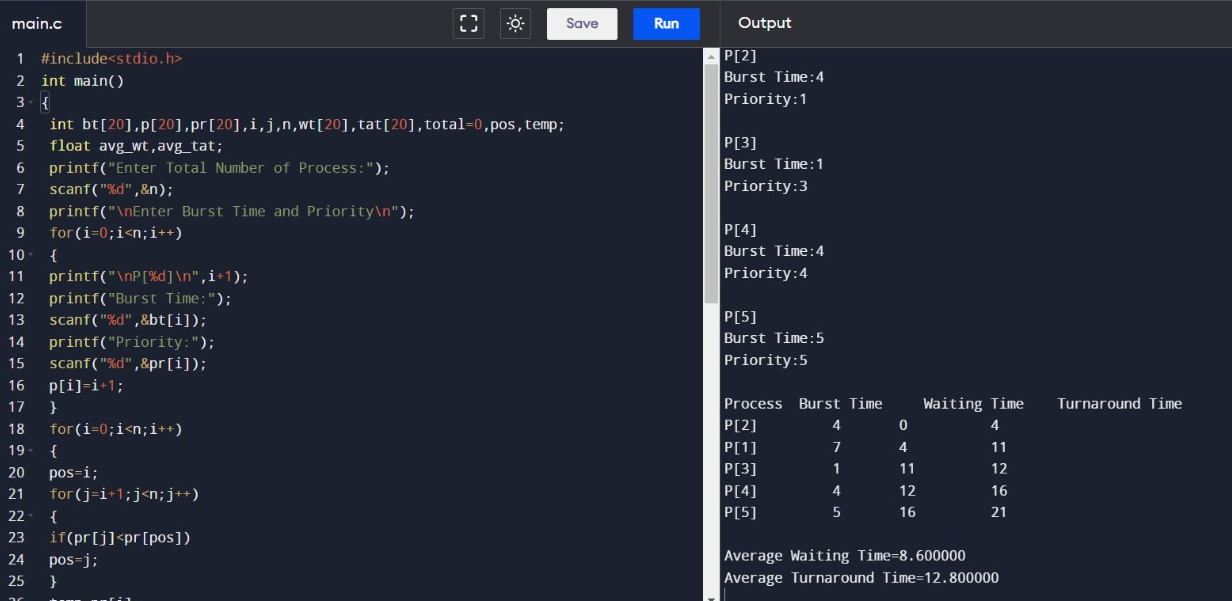 main.c
Save
Run
Output
1 #include<stdio.h>
2 int main()
3 {
4 int bt[20],p[20],pr[20],i,j,n,wt[20],tat[20],total=0,pos,temp;
5 float avg_wt,avg_tat;
6 printf("Enter Total Number of Process:");
7 scanf("%d",&n);
8 printf("\nEnter Burst Time and Priority\n");
9 for(i=0;i<n;i++)
10 {
11 printf("\nP[%d]\n",i+1);
12 printf("Burst Time:");
13 scanf("%d",&bt[i]);
14 printf("Priority:");
15 scanf("%d",&pr[i]);
16 p[i]=i+1;
17 }
18 for(i=0;i<n;i++)
19 {
20 pos=i;
21 for(j=i+1;j<n;j++)
22 {
23 if(pr[j]<pr[pos])
24 pos=j;
25 }
P[2]
Burst Time:4
Priority:1
P[3]
Burst Time:1
Priority:3
P[4]
Burst Time:4
Priority:4
P[5]
Burst Time:5
Priority:5
Process Burst Time Waiting Time Turnaround Time
P[2] 4 0 4
P[1] 7 4 11
P[3] 1 11 12
P[4] 4 12 16
P[5] 5 16 21
Average Waiting Time=8.600000
Average Turnaround Time=12.800000